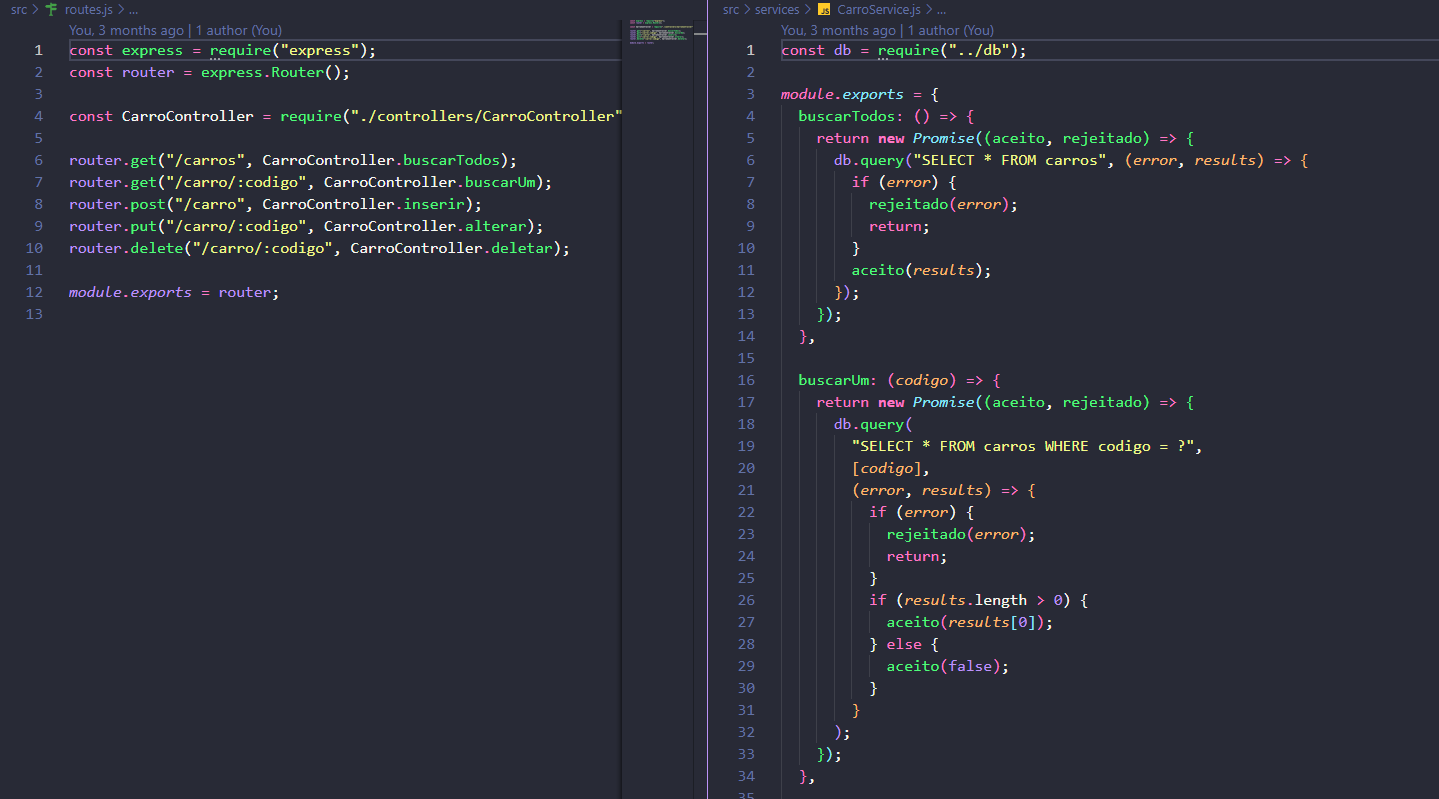 src > routes.js > ...
You, 3 months ago | 1 author (You)
1 const express = require("express");
2 const router = express.Router();
3
4 const CarroController = require("./controllers/CarroController"
5
6 router.get("/carros", CarroController.buscarTodos);
7 router.get("/carro/:codigo", CarroController.buscarUm);
8 router.post("/carro", CarroController.inserir);
9 router.put("/carro/:codigo", CarroController.alterar);
10 router.delete("/carro/:codigo", CarroController.deletar);
11
12 module.exports = router;
13
src > services > JS CarroService.js > ...
You, 3 months ago | 1 author (You)
1 const db = require("../db");
2
3 module.exports = {
4   buscarTodos: () => {
5     return new Promise((aceito, rejeitado) => {
6       db.query("SELECT * FROM carros", (error, results) => {
7         if (error) {
8           rejeitado(error);
9           return;
10         }
11         aceito(results);
12       });
13     });
14   },
15
16   buscarUm: (codigo) => {
17     return new Promise((aceito, rejeitado) => {
18       db.query(
19         "SELECT * FROM carros WHERE codigo = ?",
20         [codigo],
21         (error, results) => {
22           if (error) {
23             rejeitado(error);
24             return;
25           }
26           if (results.length > 0) {
27             aceito(results[0]);
28           } else {
29             aceito(false);
30           }
31         }
32       );
33     });
34   },
35